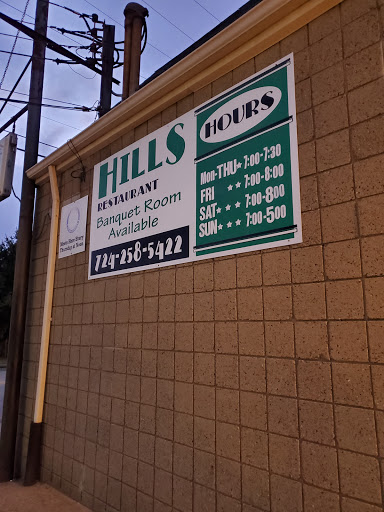 HILLS
RESTAURANT
Banquet Room
Available
724-258-5422
HOURS
MON-THU★ 7:00-7:30
FRI ★★ 7:00-8:00
SAT★★★ 7:00-8:00
SUN★★★ 7:00-5:00